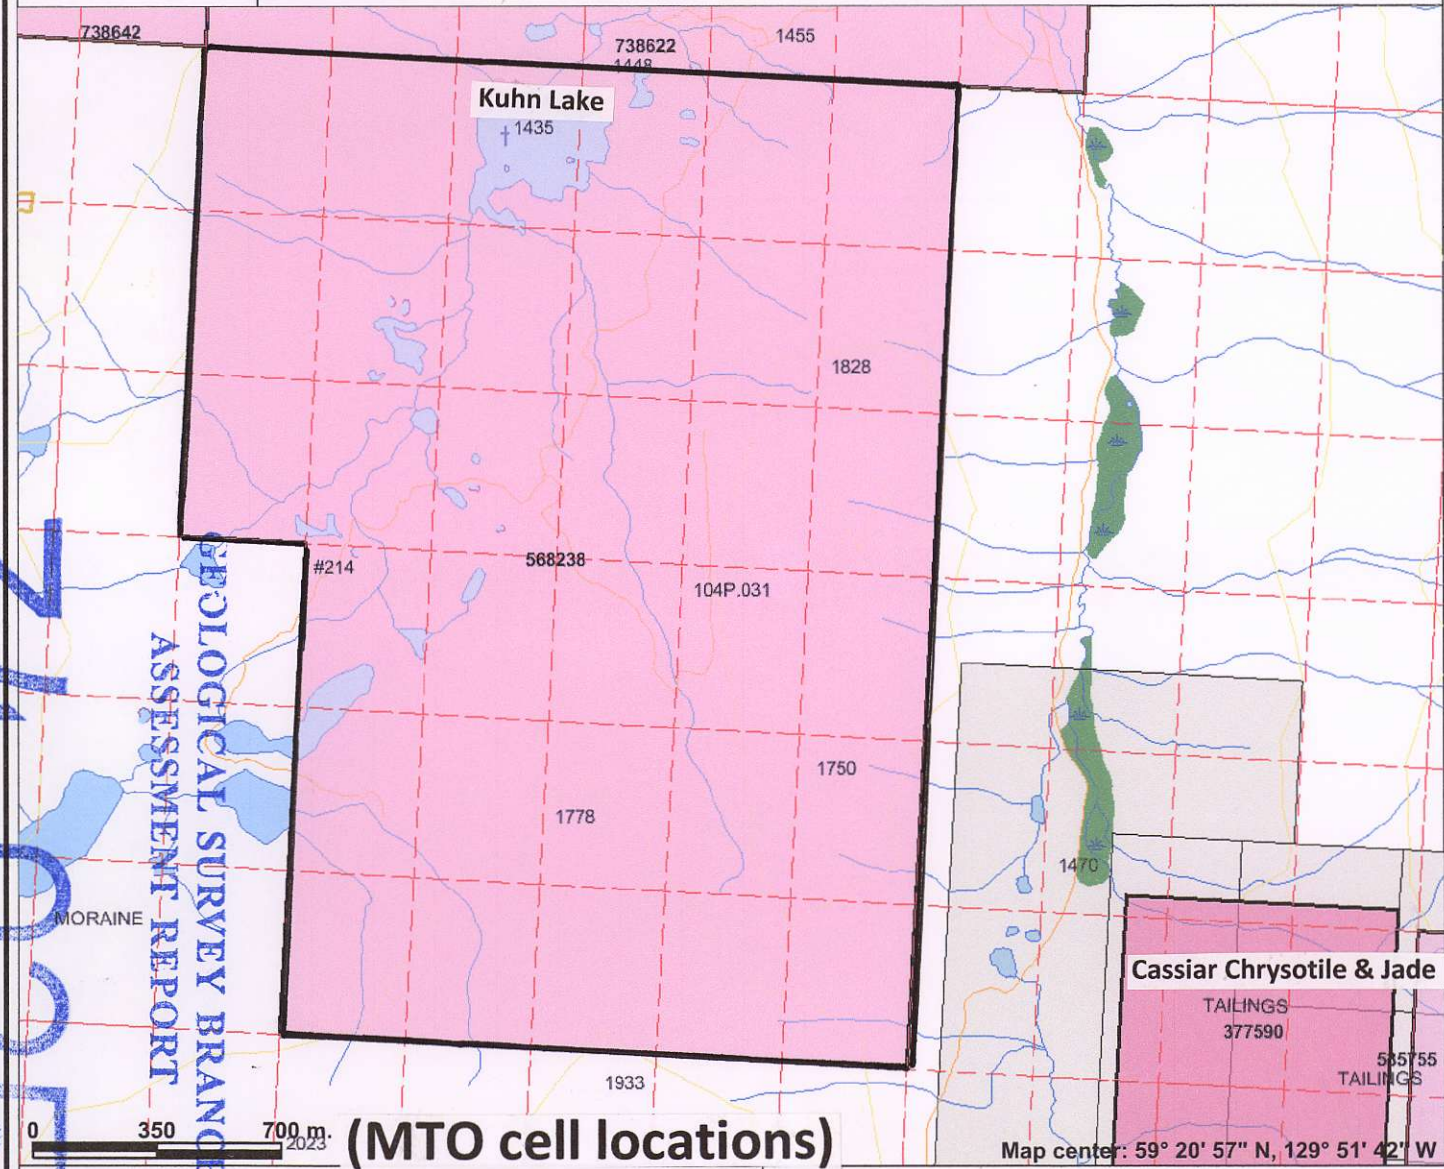 738642
738622
1455
1448
Kuhn Lake
1435
1828
#214
568238
104P.031
1750
1778
1470
MORAINE
GEOLOGICAL SURVEY BRANCH
ASSESSMENT REPORT
Cassiar Chrysotile & Jade
TAILINGS
377590
585755
TAILINGS
1933
0 350 700 m.
2023
(MTO cell locations)
Map center: 59° 20' 57" N, 129° 51' 42" W